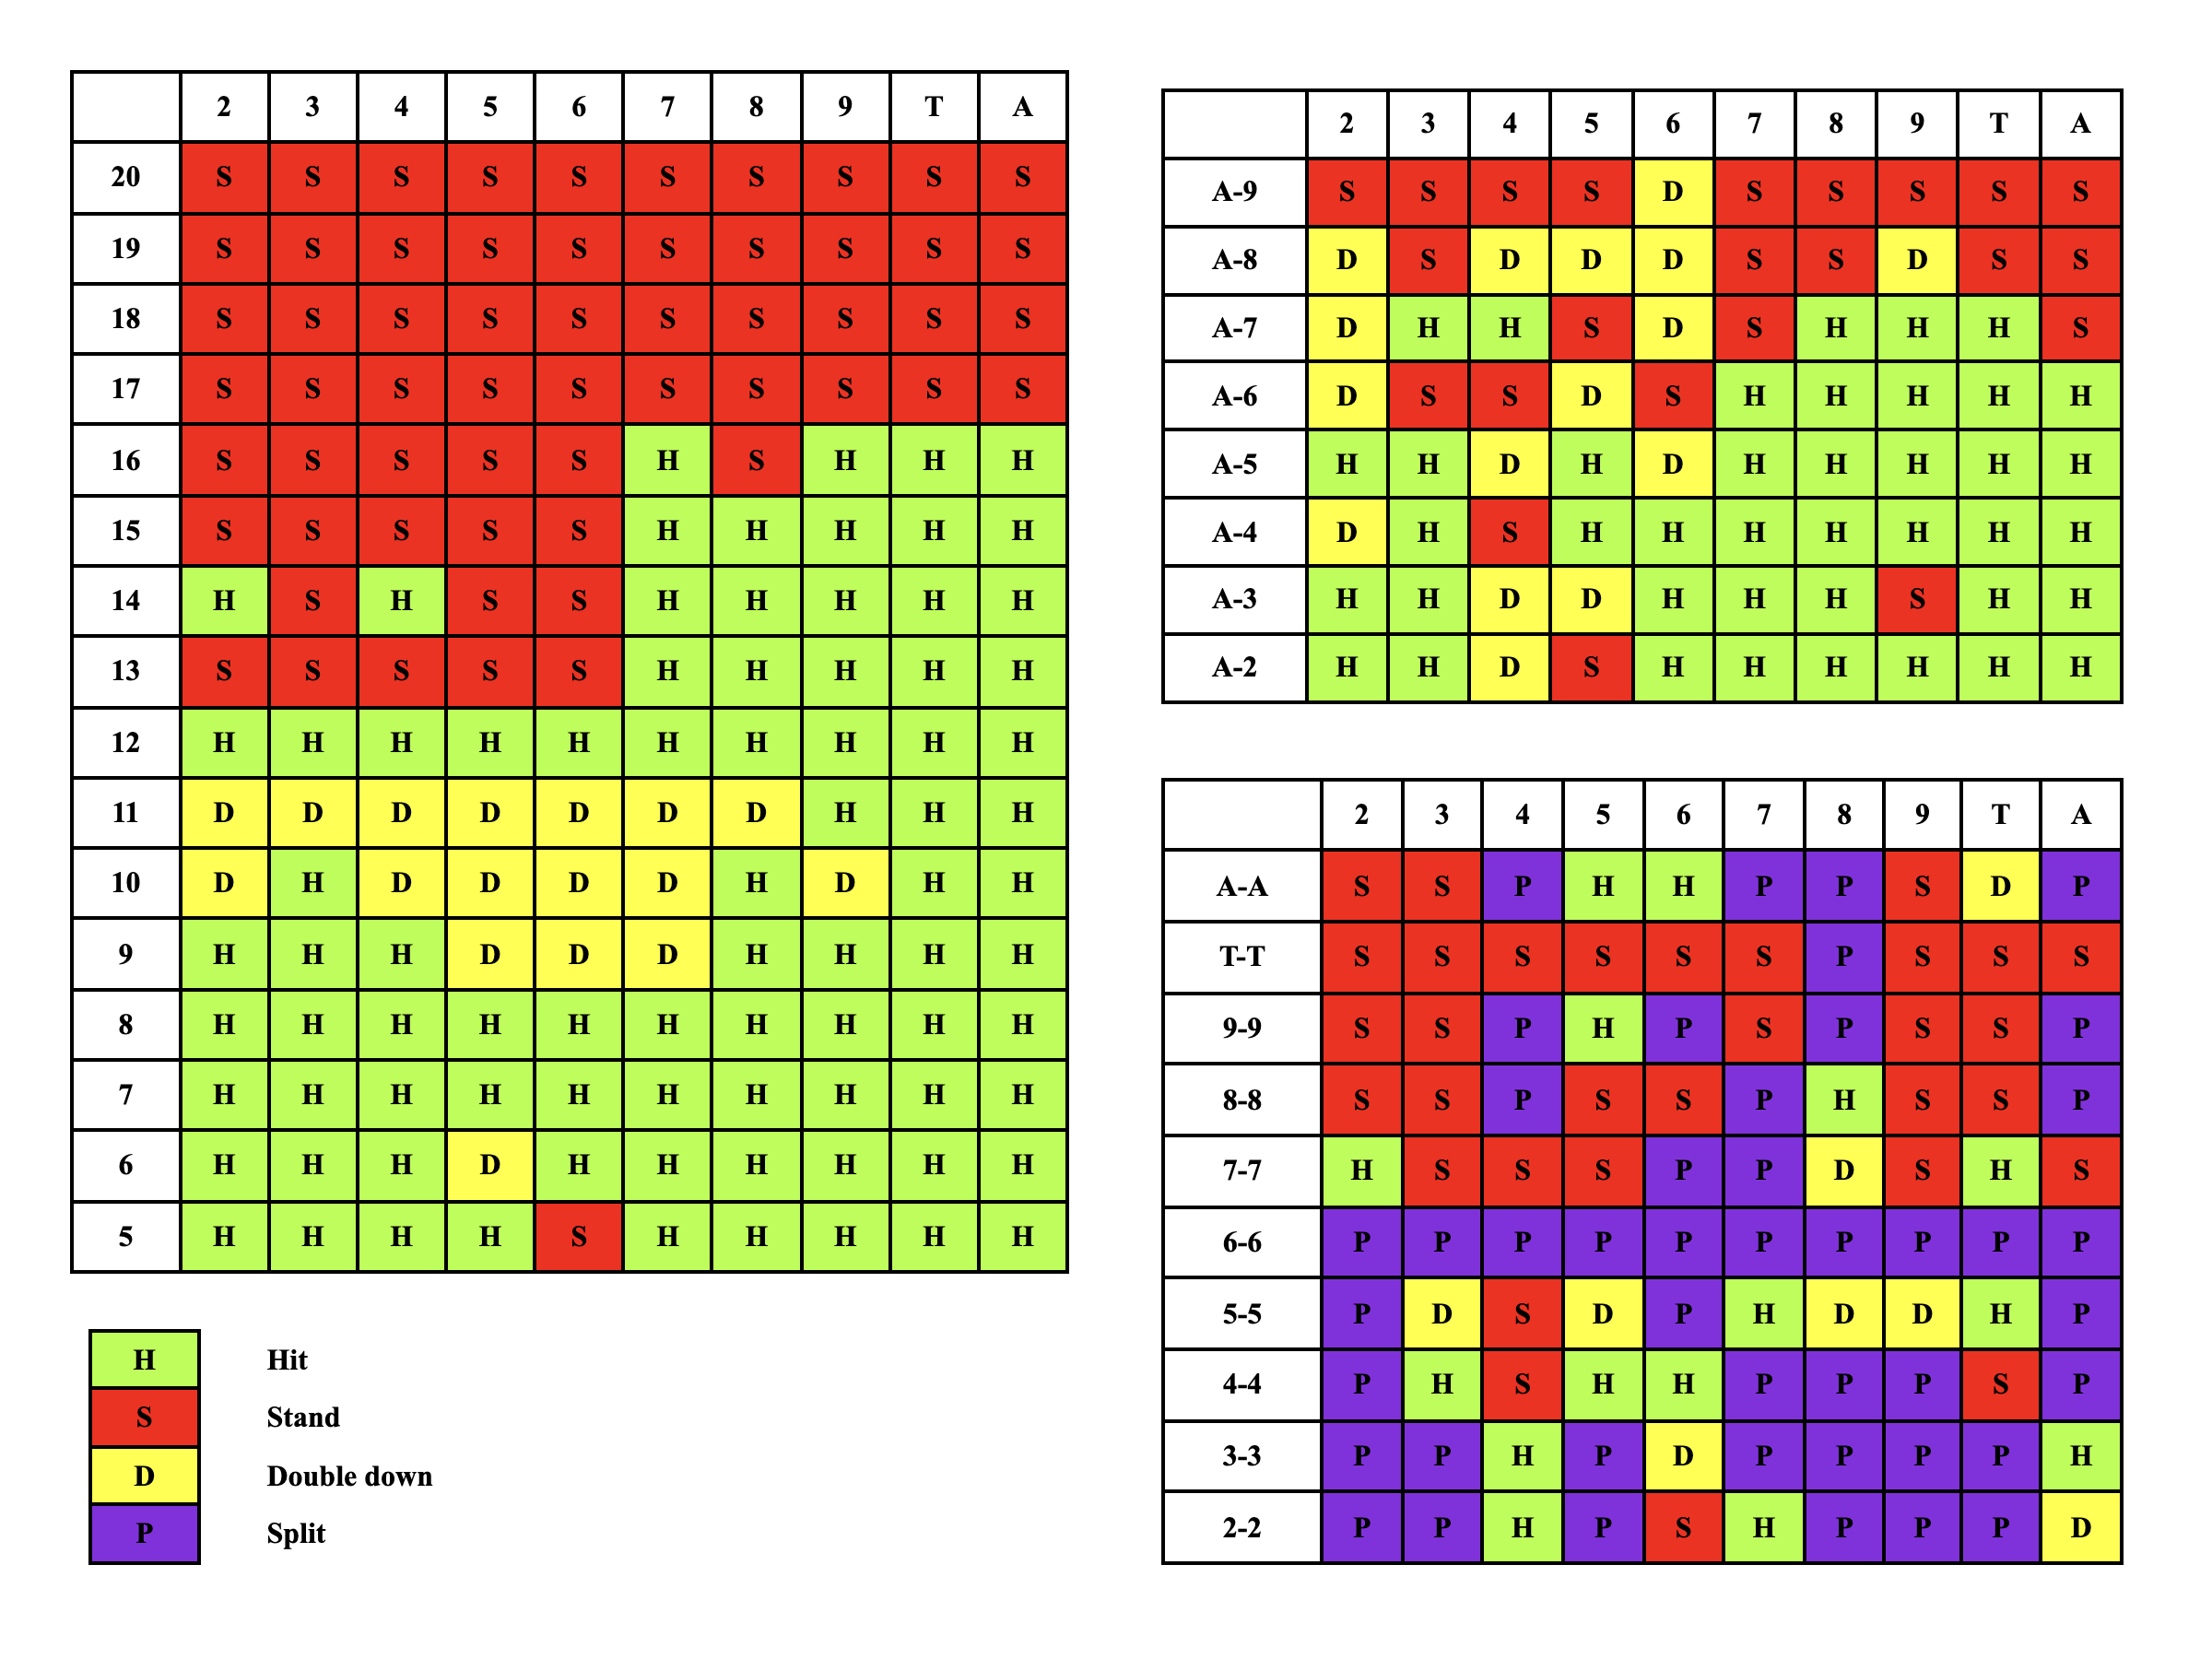 2 3 4 5 6 7 8 9 T A
20 S S S S S S S S S S
19 S S S S S S S S S S
18 S S S S S S S S S S
17 S S S S S S S S S S
16 S S S S S H S H H H
15 S S S S S H H H H H
14 H S H S S H H H H H
13 S S S S S H H H H H
12 H H H H H H H H H H
11 D D D D D D D H H H
10 D H D D D D H D H H
9 H H H D D D H H H H
8 H H H H H H H H H H
7 H H H H H H H H H H
6 H H H D H H H H H H
5 H H H H S H H H H H
H Hit
S Stand
D Double down
P Split
2 3 4 5 6 7 8 9 T A
A-9 S S S S D S S S S S
A-8 D S D D D S S D S S
A-7 D H H S D S H H H S
A-6 D S S D S H H H H H
A-5 H H D H D H H H H H
A-4 D H S H H H H H H H
A-3 H H D D H H H S H H
A-2 H H D S H H H H H H
2 3 4 5 6 7 8 9 T A
A-A S S P H H P P S D P
T-T S S S S S S P S S S
9-9 S S P H P S P S S P
8-8 S S P S S P H S S P
7-7 H S S S P P D S H S
6-6 P P P P P P P P P P
5-5 P D S D P H D D H P
4-4 P H S H H P P P S P
3-3 P P H P D P P P P H
2-2 P P H P S H P P P D